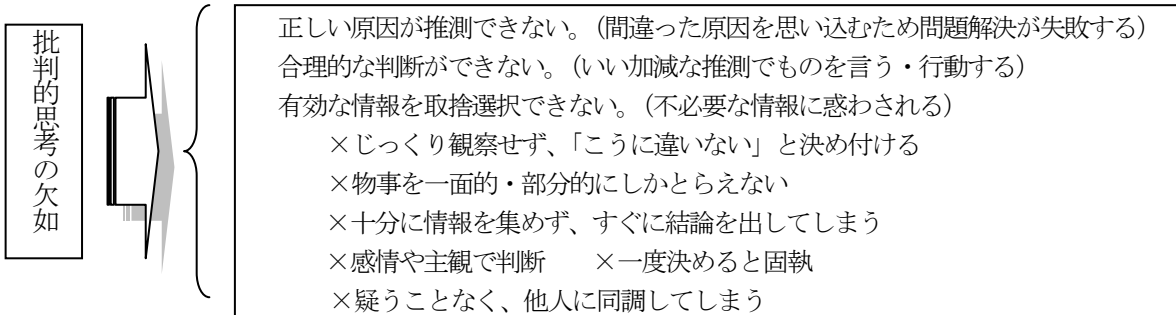 批判的思考の欠如
正しい原因が推測できない。(間違った原因を思い込むため問題解決が失敗する)
合理的な判断ができない。(いい加減な推測でものを言う・行動する)
有効な情報を取捨選択できない。(不必要な情報に惑わされる)
×じっくり観察せず、「こうに違いない」と決め付ける
×物事を一面的・部分的にしかとらえない
×十分に情報を集めず、すぐに結論を出してしまう
×感情や主観で判断　　×一度決めると固執
×疑うことなく、他人に同調してしまう